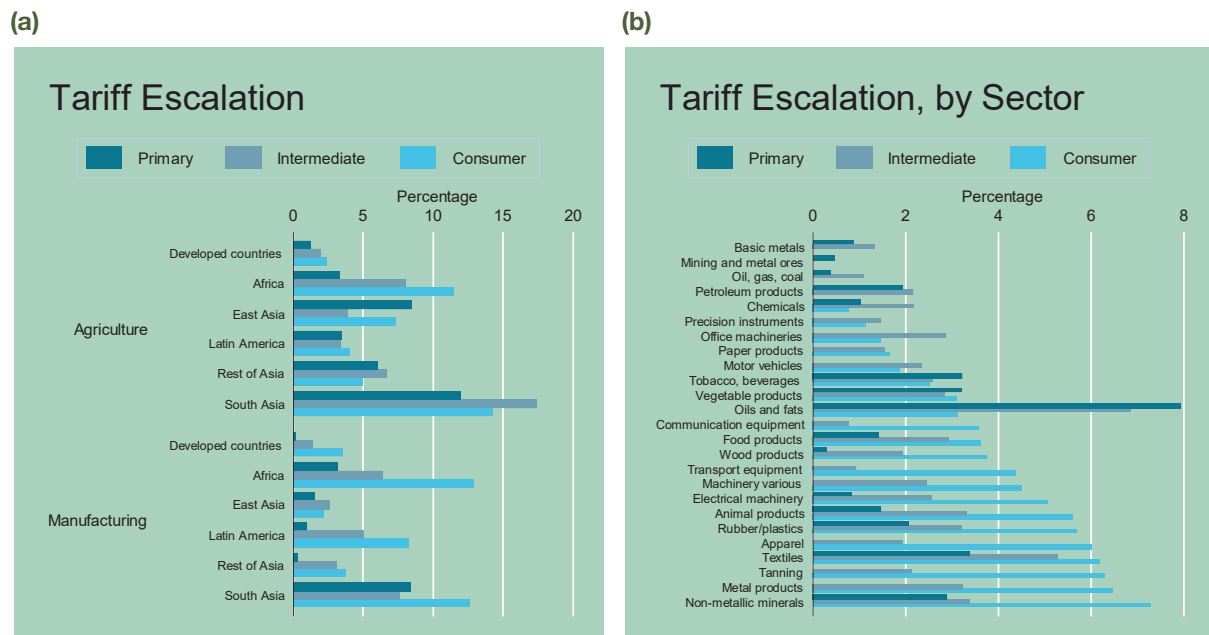 (a)
Tariff Escalation
Primary Intermediate Consumer
Percentage
0 5 10 15 20
Agriculture
Developed countries
Africa
East Asia
Latin America
Rest of Asia
South Asia
Manufacturing
Developed countries
Africa
East Asia
Latin America
Rest of Asia
South Asia
(b)
Tariff Escalation, by Sector
Primary Intermediate Consumer
Percentage
0 2 4 6 8
Basic metals
Mining and metal ores
Oil, gas, coal
Petroleum products
Chemicals
Precision instruments
Office machineries
Paper products
Motor vehicles
Tobacco, beverages
Vegetable products
Oils and fats
Communication equipment
Food products
Wood products
Transport equipment
Machinery various
Electrical machinery
Animal products
Rubber/plastics
Apparel
Textiles
Tanning
Metal products
Non-metallic minerals